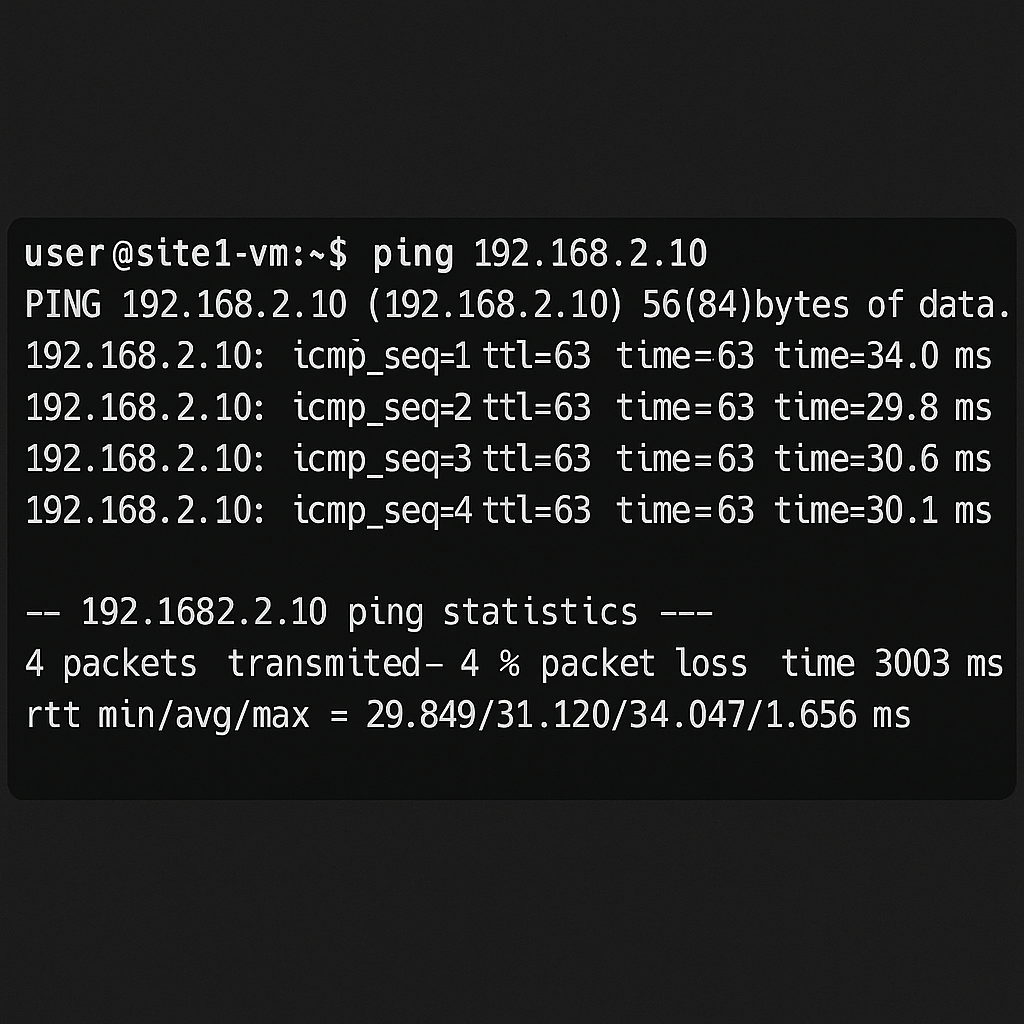 user@site1-vm:~$ ping 192.168.2.10
PING 192.168.2.10 (192.168.2.10) 56(84)bytes of data.
192.168.2.10: icmp_seq=1 ttl=63 time=63 time=34.0 ms
192.168.2.10: icmp_seq=2 ttl=63 time=63 time=29.8 ms
192.168.2.10: icmp_seq=3 ttl=63 time=63 time=30.6 ms
192.168.2.10: icmp_seq=4 ttl=63 time=63 time=30.1 ms
-- 192.1682.2.10 ping statistics ---
4 packets transmited– 4 % packet loss time 3003 ms
rtt min/avg/max = 29.849/31.120/34.047/1.656 ms